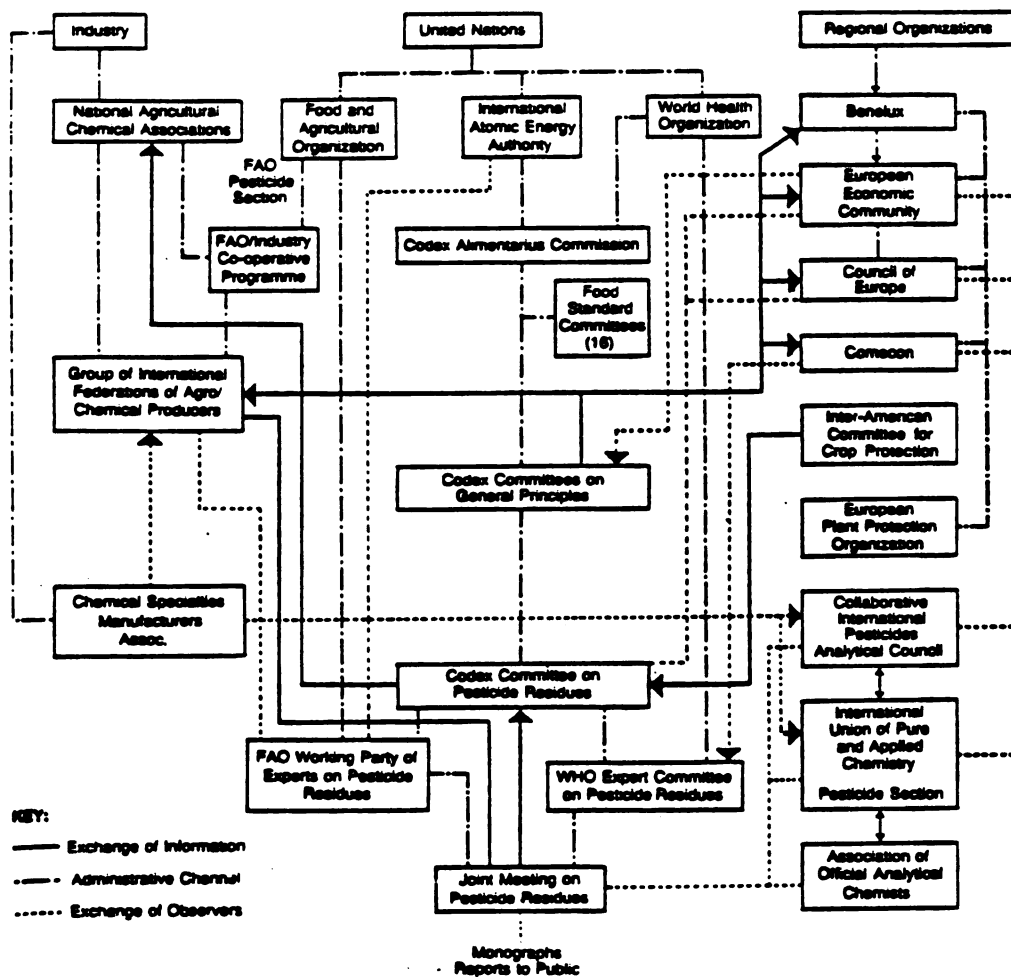 Industry
United Nations
Regional Organizations
National Agricultural
Chemical Associations
Food and
Agricultural
Organization
International
Atomic Energy
Authority
World Health
Organization
Benelux
FAO
Pesticide
Section
European
Economic
Community
FAO/Industry
Co-operative
Programme
Codex Alimentarius Commission
Council of
Europe
Food
Standard
Committees
(16)
Comecon
Group of International
Federations of Agro/
Chemical Producers
Inter-American
Committee for
Crop Protection
Codex Committees on
General Principles
European
Plant Protection
Organization
Chemical Specialties
Manufacturers
Assoc.
Collaborative
International
Pesticides
Analytical Council
Codex Committee on
Pesticide Residues
International
Union of Pure
and Applied
Chemistry
Pesticide Section
FAO Working Party of
Experts on Pesticide
Residues
WHO Expert Committee
on Pesticide Residues
KEY:
Exchange of Information
Administrative Channel
Exchange of Observers
Joint Meeting on
Pesticide Residues
Association of
Official Analytical
Chemists
Monographs
Reports to Public